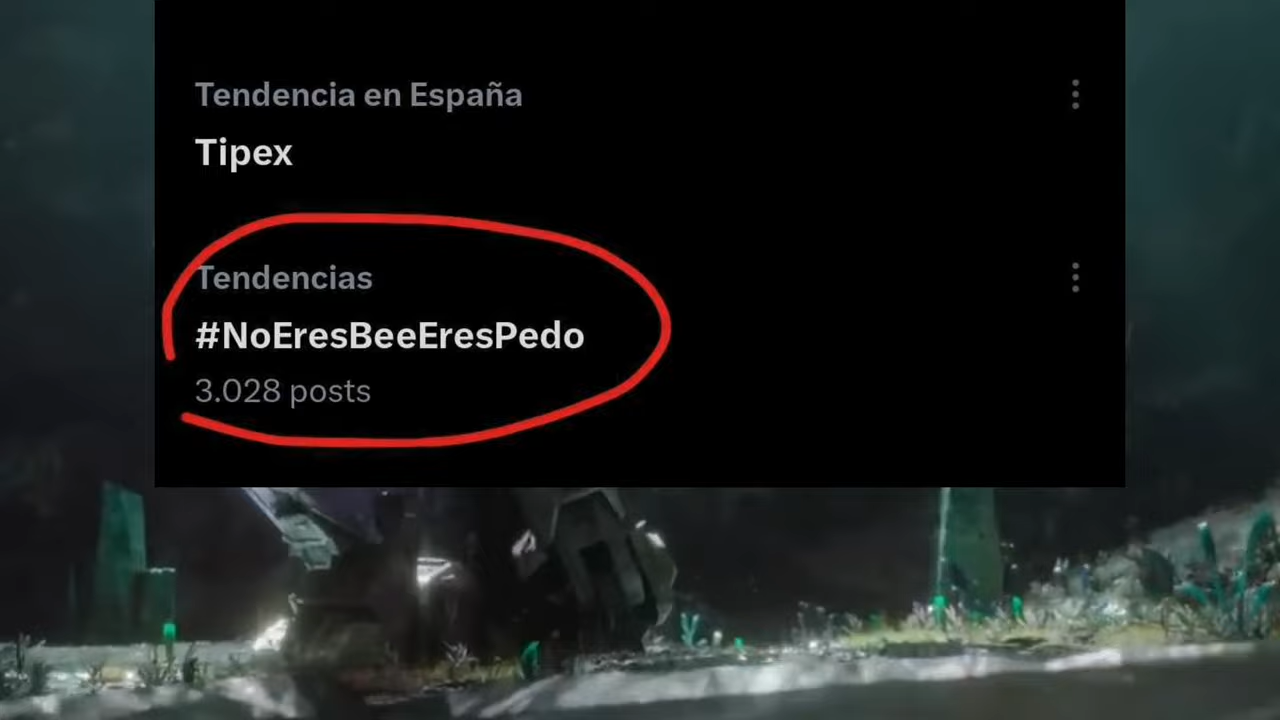 Tendencia en España
Tipex
Tendencias
#NoEresBeeEresPedo
3.028 posts